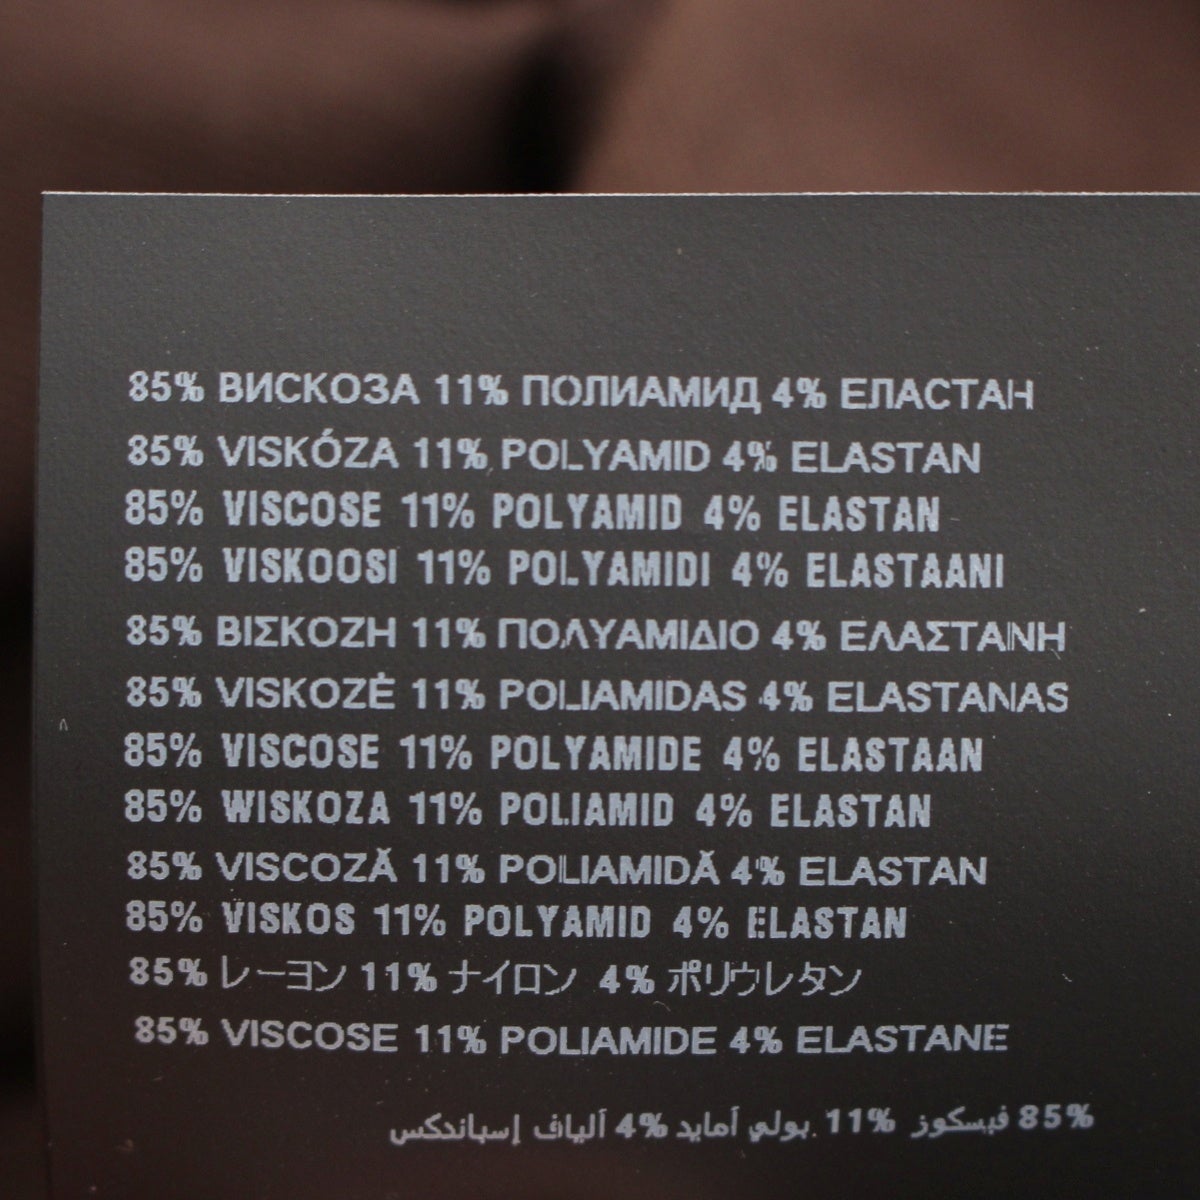 85% ВИСКОЗА 11% ПОЛИАМИД 4% ЕЛАСТАН
85% VISKÓZA 11% POLYAMID 4% ELASTAN
85% VISCOSE 11% POLYAMID 4% ELASTAN
85% VISKOOSI 11% POLYAMIDI 4% ELASTAANI
85% ΒΙΣΚΟΖΗ 11% ΠΟΛΥΑΜΙΔΙΟ 4% ΕΛΑΣΤΑΝΗ
85% VISKOZĖ 11% POLIAMIDAS 4% ELASTANAS
85% VISCOSE 11% POLYAMIDE 4% ELASTAAN
85% WISKOZA 11% POLIAMID 4% ELASTAN
85% VISCOZĂ 11% POLIAMIDĂ 4% ELASTAN
85% VISKOS 11% POLYAMID 4% ELASTAN
85% レーヨン 11% ナイロン 4% ポリウレタン
85% VISCOSE 11% POLIAMIDE 4% ELASTANE
85% فيسكوز 11% بولي أمايد 4% ألياف إسباندكس